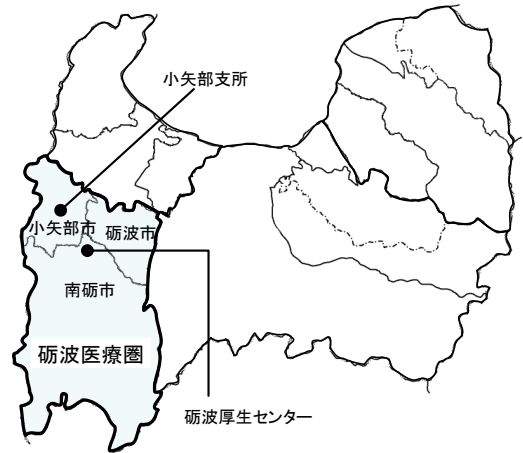 小矢部支所
小矢部市
砺波市
南砺市
砺波医療圏
砺波厚生センター